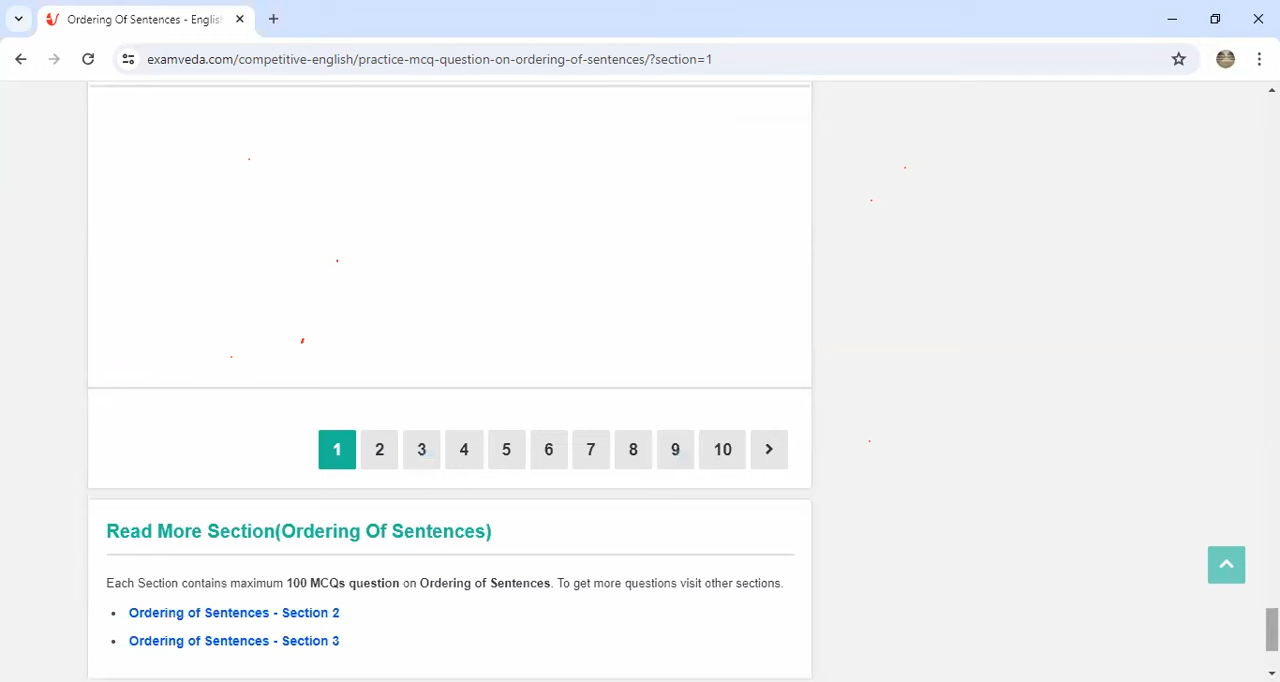 Ordering Of Sentences - Englis
examveda.com/competitive-english/practice-mcq-question-on-ordering-of-sentences/?section=1
1 2 3 4 5 6 7 8 9 10
Read More Section(Ordering Of Sentences)
Each Section contains maximum 100 MCQs question on Ordering of Sentences. To get more questions visit other sections.
Ordering of Sentences - Section 2
Ordering of Sentences - Section 3